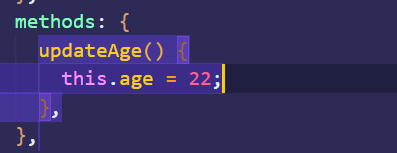 methods: {
updateAge() {
this.age = 22;
},
},